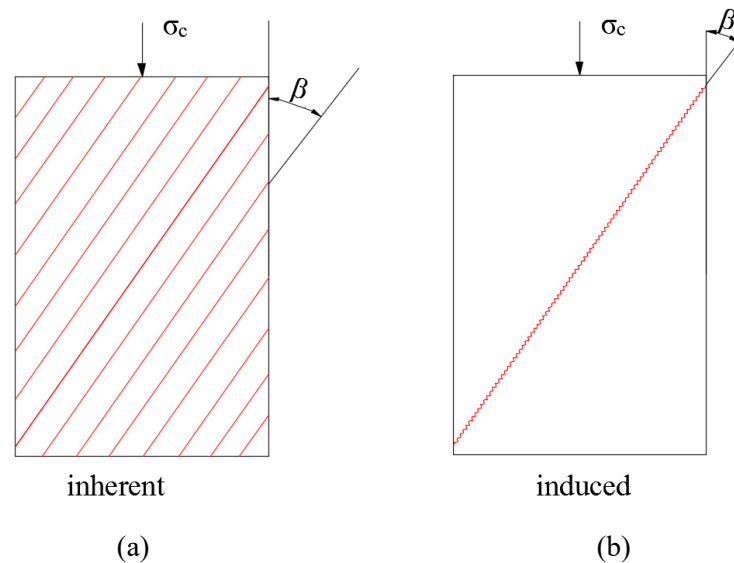 σc
β
inherent
(a)
σc
β
induced
(b)